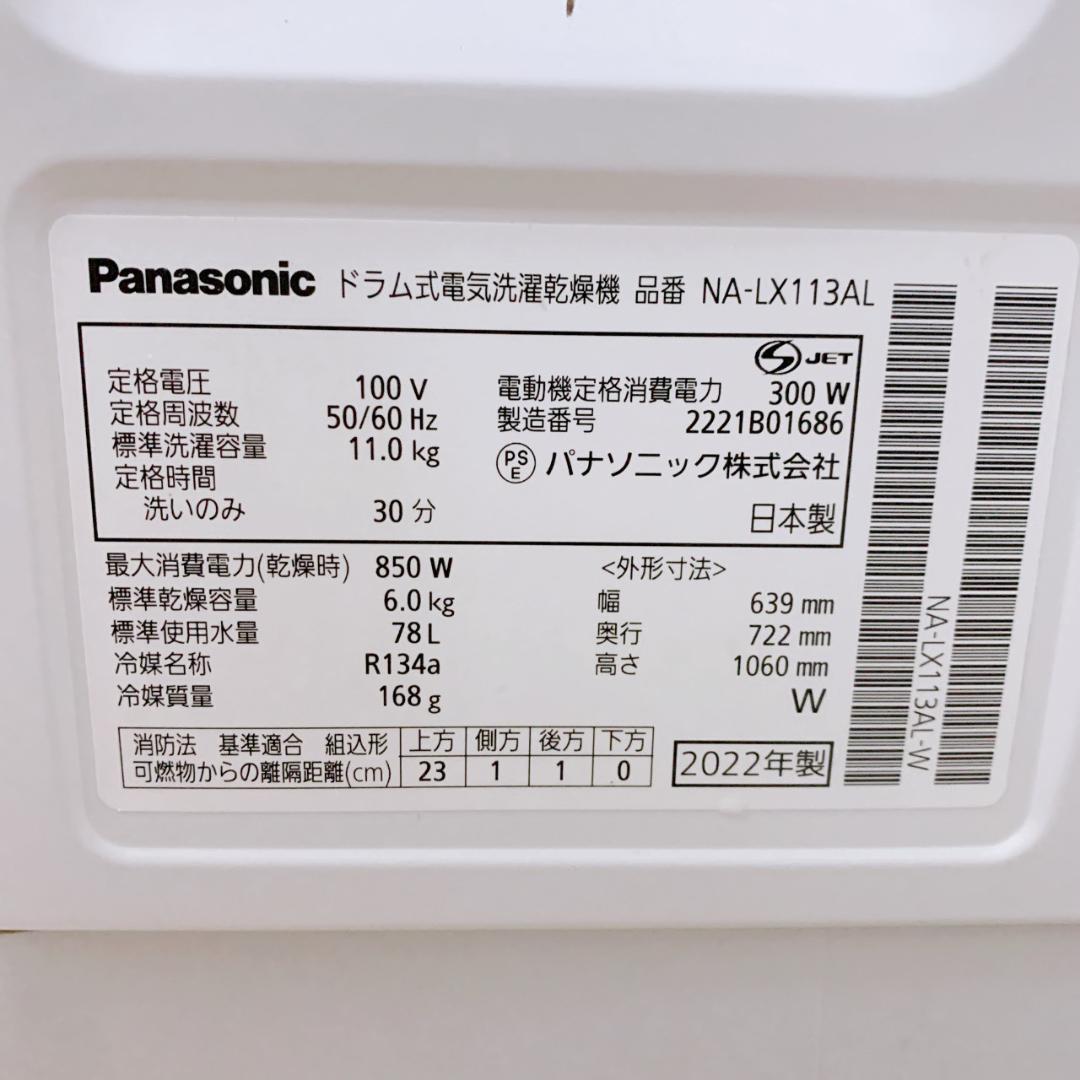 Panasonic ドラム式電気洗濯乾燥機 品番 NA-LX113AL
S JET
定格電圧 100 V
定格周波数 50/60 Hz
標準洗濯容量 11.0 kg
定格時間
洗いのみ 30 分
電動機定格消費電力 300 W
製造番号 2221B01686
PSE パナソニック株式会社
日本製
最大消費電力(乾燥時) 850 W
標準乾燥容量 6.0 kg
標準使用水量 78 L
冷媒名称 R134a
冷媒質量 168 g
<外形寸法>
幅 639 mm
奥行 722 mm
高さ 1060 mm
W
消防法 基準適合 組込形 上方 側方 後方 下方
可燃物からの離隔距離(cm) 23 1 1 0
2022年製
NA-LX113AL-W